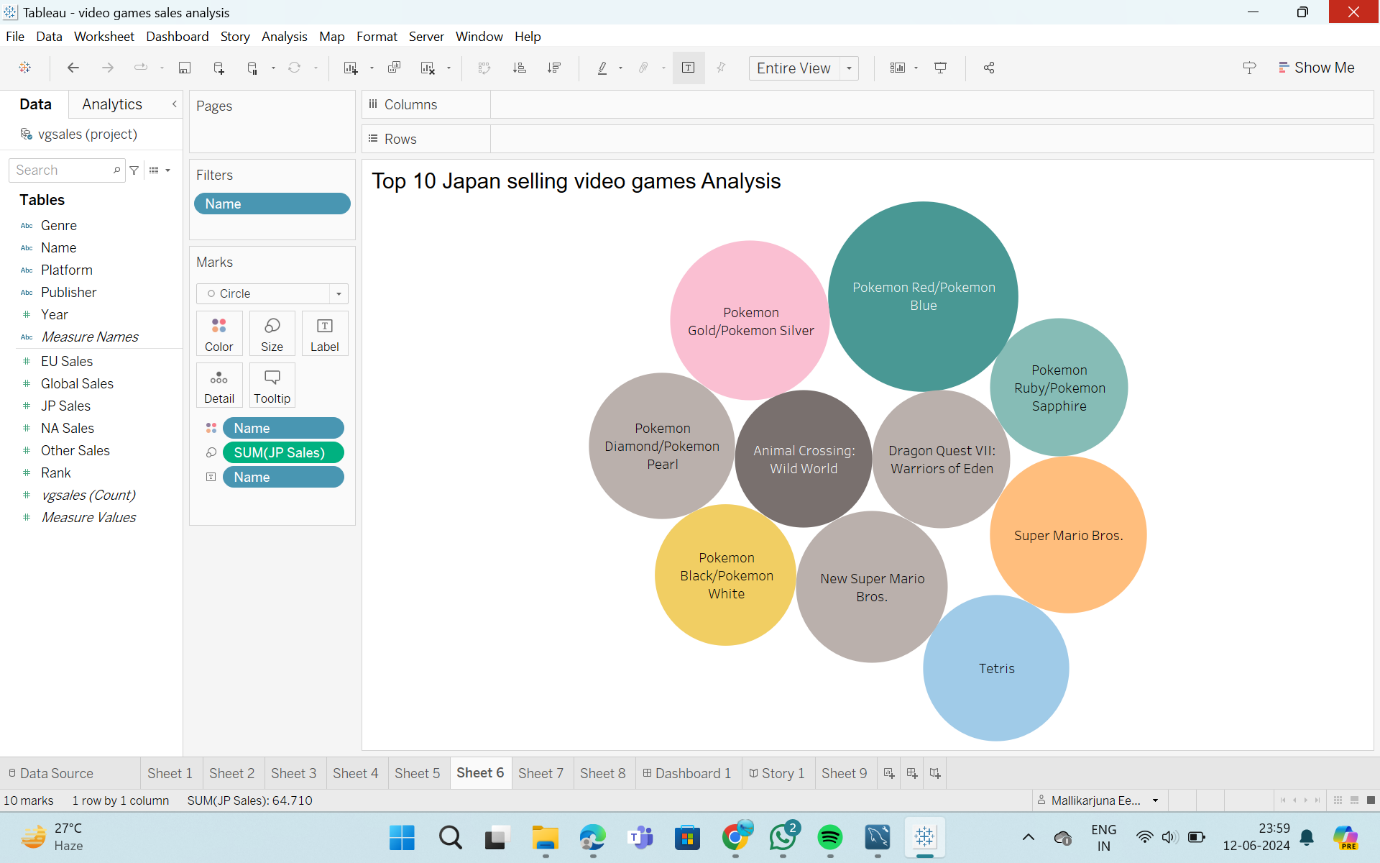 Tableau - video games sales analysis
File Data Worksheet Dashboard Story Analysis Map Format Server Window Help
Entire View
Show Me
Data Analytics
Pages
Columns
vgsales (project)
Rows
Search
Filters
Top 10 Japan selling video games Analysis
Tables
Name
Abc Genre
Abc Name
Abc Platform
Abc Publisher
# Year
Abc Measure Names
# EU Sales
# Global Sales
# JP Sales
# NA Sales
# Other Sales
# Rank
# vgsales (Count)
# Measure Values
Marks
Circle
Color Size Label
Detail Tooltip
Name
SUM(JP Sales)
Name
Pokemon Red/Pokemon
Blue
Pokemon
Gold/Pokemon Silver
Pokemon
Ruby/Pokemon
Sapphire
Pokemon
Diamond/Pokemon
Pearl
Animal Crossing:
Wild World
Dragon Quest VII:
Warriors of Eden
Super Mario Bros.
Pokemon
Black/Pokemon
White
New Super Mario
Bros.
Tetris
Data Source Sheet 1 Sheet 2 Sheet 3 Sheet 4 Sheet 5 Sheet 6 Sheet 7 Sheet 8 Dashboard 1 Story 1 Sheet 9
10 marks 1 row by 1 column SUM(JP Sales): 64.710
Mallikarjuna Ee...
27°C
Haze
2
ENG
IN
23:59
12-06-2024
PRE